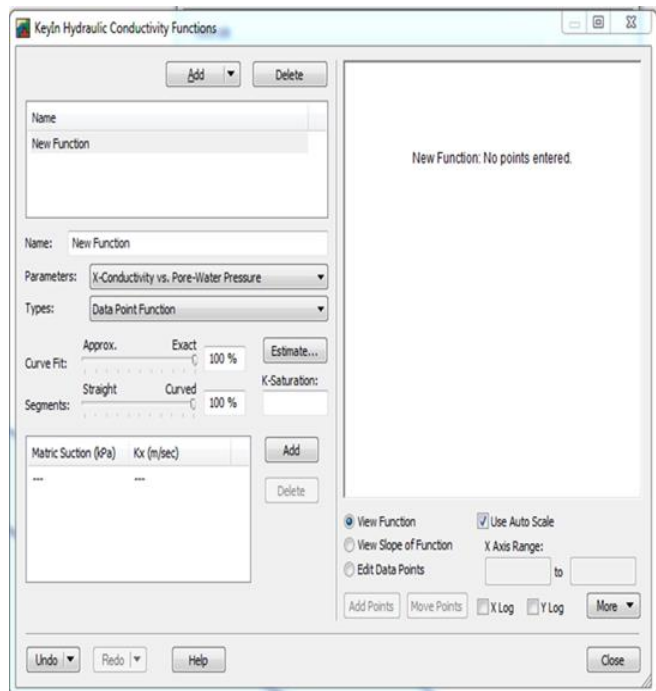 KeyIn Hydraulic Conductivity Functions
Add
Delete
Name
New Function
Name: New Function
Parameters: X-Conductivity vs. Pore-Water Pressure
Types: Data Point Function
Approx. Exact
Curve Fit: 100 %
Estimate...
Straight Curved
K-Saturation:
Segments: 100 %
Matric Suction (kPa) Kx (m/sec)
--- ---
Add
Delete
New Function: No points entered.
View Function
Use Auto Scale
View Slope of Function
X Axis Range:
Edit Data Points
to
Add Points Move Points X Log Y Log More
Undo Redo Help Close